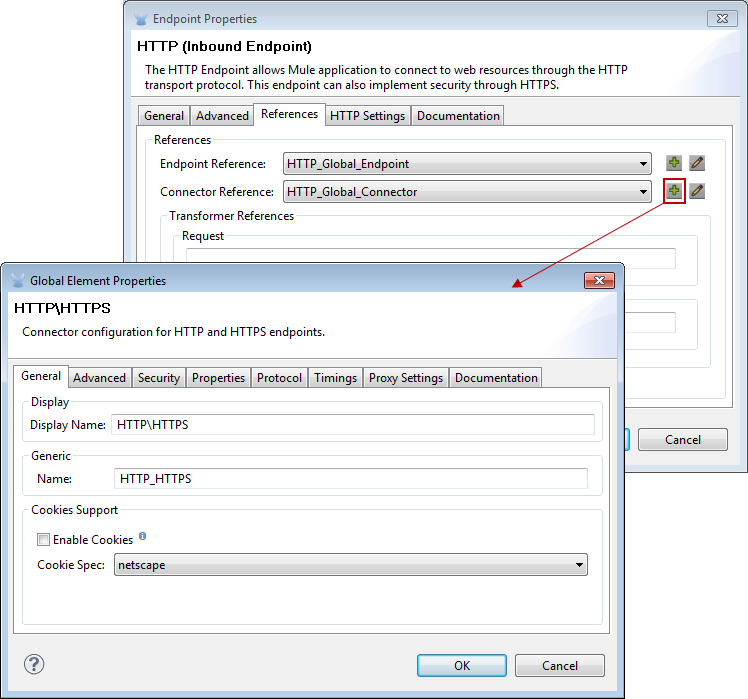 Endpoint Properties
HTTP (Inbound Endpoint)
The HTTP Endpoint allows Mule application to connect to web resources through the HTTP
transport protocol. This endpoint can also implement security through HTTPS.
General Advanced References HTTP Settings Documentation
References
Endpoint Reference: HTTP_Global_Endpoint
Connector Reference: HTTP_Global_Connector
Transformer References
Request
Cancel
Global Element Properties
HTTP\HTTPS
Connector configuration for HTTP and HTTPS endpoints.
General Advanced Security Properties Protocol Timings Proxy Settings Documentation
Display
Display Name: HTTP\HTTPS
Generic
Name: HTTP_HTTPS
Cookies Support
Enable Cookies
Cookie Spec: netscape
OK Cancel